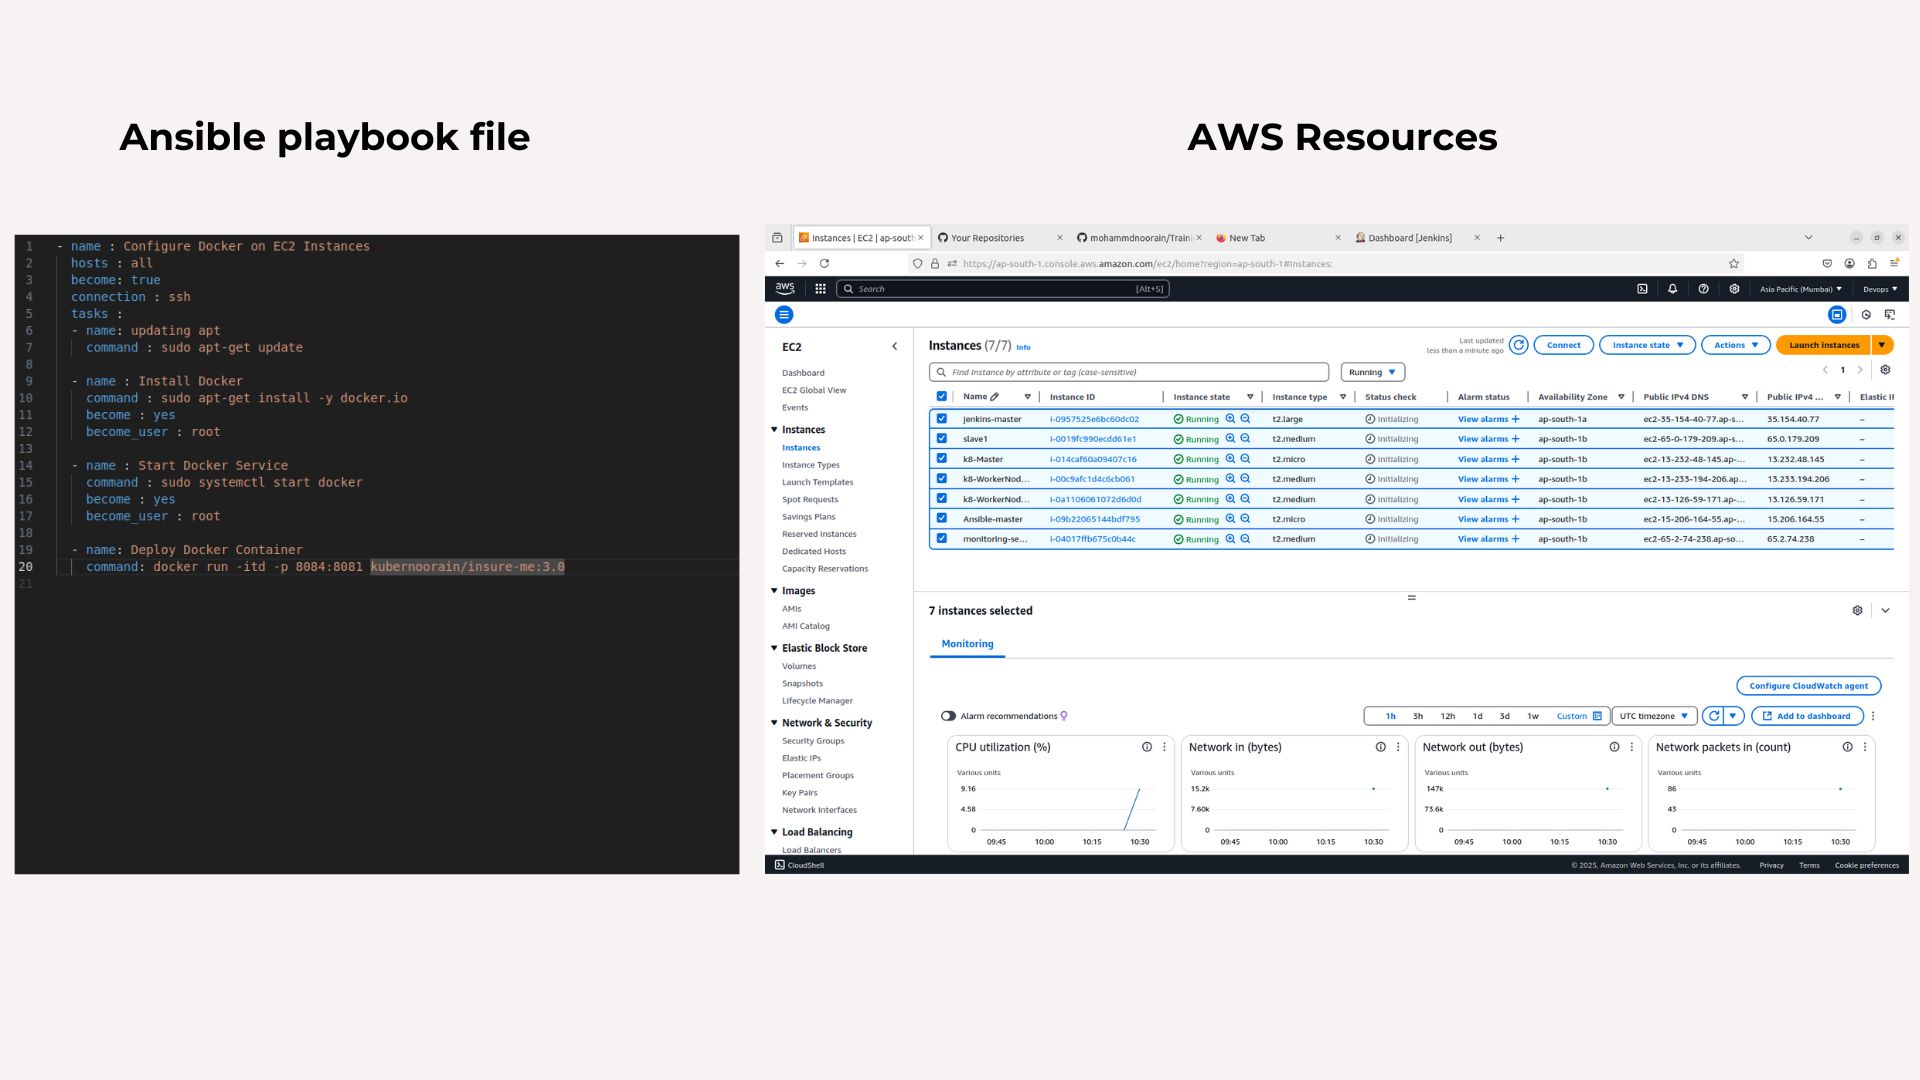 Ansible playbook file
AWS Resources
1 - name : Configure Docker on EC2 Instances
2 hosts : all
3 become: true
4 connection : ssh
5 tasks :
6 - name: updating apt
7 command : sudo apt-get update
8
9 - name : Install Docker
10 command : sudo apt-get install -y docker.io
11 become : yes
12 become_user : root
13
14 - name : Start Docker Service
15 command : sudo systemctl start docker
16 become : yes
17 become_user : root
18
19 - name: Deploy Docker Container
20 command: docker run -itd -p 8084:8081 kubernoorain/insure-me:3.0
21
Instances | EC2 | ap-south
Your Repositories
mohammdnoorain/Traini
New Tab
Dashboard [Jenkins]
https://ap-south-1.console.aws.amazon.com/ec2/home?region=ap-south-1#Instances:
aws
Search
[Alt+S]
Asia Pacific (Mumbai)
Devops
EC2
Dashboard
EC2 Global View
Events
Instances
Instances
Instance Types
Launch Templates
Spot Requests
Savings Plans
Reserved Instances
Dedicated Hosts
Capacity Reservations
Images
AMIs
AMI Catalog
Elastic Block Store
Volumes
Snapshots
Lifecycle Manager
Network & Security
Security Groups
Elastic IPs
Placement Groups
Key Pairs
Network Interfaces
Load Balancing
Load Balancers
Instances (7/7) Info
Last updated
less than a minute ago
Connect
Instance state
Actions
Launch instances
Find Instance by attribute or tag (case-sensitive)
Running
1
Name Instance ID Instance state Instance type Status check Alarm status Availability Zone Public IPv4 DNS Public IPv4 ... Elastic IP
jenkins-master i-0957525e6bc60dc02 Running t2.large Initializing View alarms + ap-south-1a ec2-35-154-40-77.ap-s... 35.154.40.77 –
slave1 i-0019fc990ecdd61e1 Running t2.medium Initializing View alarms + ap-south-1b ec2-65-0-179-209.ap-s... 65.0.179.209 –
k8-Master i-014caf60a09407c16 Running t2.micro Initializing View alarms + ap-south-1b ec2-13-232-48-145.ap-... 13.232.48.145 –
k8-WorkerNod... i-00c9afc1d4c6cb061 Running t2.medium Initializing View alarms + ap-south-1b ec2-13-233-194-206.ap... 13.233.194.206 –
k8-WorkerNod... i-0a1106061072d6d0d Running t2.medium Initializing View alarms + ap-south-1b ec2-13-126-59-171.ap-... 13.126.59.171 –
Ansible-master i-09b22065144bdf795 Running t2.micro Initializing View alarms + ap-south-1b ec2-15-206-164-55.ap-... 15.206.164.55 –
monitoring-se... i-04017ffb675c0b44c Running t2.medium Initializing View alarms + ap-south-1b ec2-65-2-74-238.ap-so... 65.2.74.238 –
7 instances selected
Monitoring
Configure CloudWatch agent
Alarm recommendations
1h 3h 12h 1d 3d 1w Custom
UTC timezone
Add to dashboard
CPU utilization (%)
Various units
9.16
4.58
0
09:45 10:00 10:15 10:30
Network in (bytes)
Various units
15.2k
7.60k
0
09:45 10:00 10:15 10:30
Network out (bytes)
Various units
147k
73.6k
0
09:45 10:00 10:15 10:30
Network packets in (count)
Various units
86
43
0
09:45 10:00 10:15 10:30
CloudShell
© 2025, Amazon Web Services, Inc. or its affiliates.
Privacy
Terms
Cookie preferences